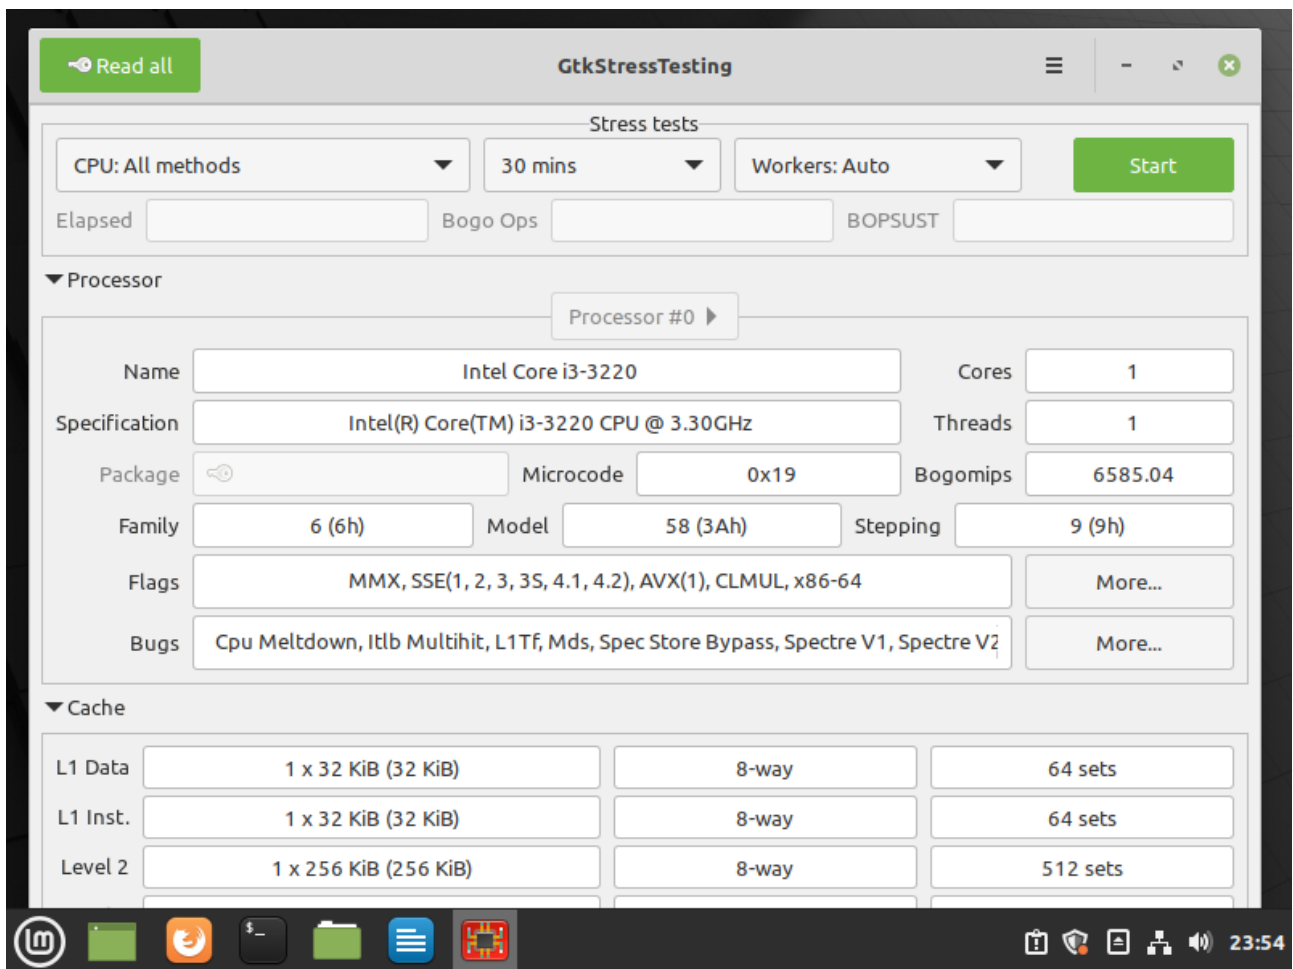 Read all
GtkStressTesting
Stress tests
CPU: All methods 30 mins Workers: Auto Start
Elapsed Bogo Ops BOPSUST
Processor
Processor #0
Name Intel Core i3-3220 Cores 1
Specification Intel(R) Core(TM) i3-3220 CPU @ 3.30GHz Threads 1
Package Microcode 0x19 Bogomips 6585.04
Family 6 (6h) Model 58 (3Ah) Stepping 9 (9h)
Flags MMX, SSE(1, 2, 3, 3S, 4.1, 4.2), AVX(1), CLMUL, x86-64 More...
Bugs Cpu Meltdown, Itlb Multihit, L1Tf, Mds, Spec Store Bypass, Spectre V1, Spectre V2 More...
Cache
L1 Data 1 x 32 KiB (32 KiB) 8-way 64 sets
L1 Inst. 1 x 32 KiB (32 KiB) 8-way 64 sets
Level 2 1 x 256 KiB (256 KiB) 8-way 512 sets
$_
23:54